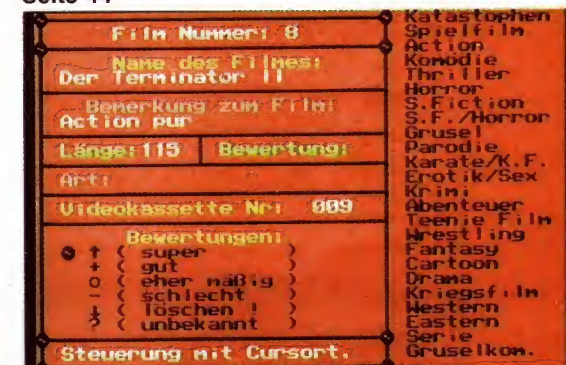 Seite 11
Film Nummer: 8
Name des Filmes:
Der Terminator II
Bemerkung zum Film:
Action pur
Länge: 115 Bewertung:
Art:
Videokassette Nr: 009
Bewertungen:
↑ ( super )
+ ( gut )
o ( eher mäßig )
- ( schlecht )
↓ ( löschen ! )
? ( unbekannt )
Steuerung mit Cursort.
Katastophen
Spielfilm
Action
Komödie
Thriller
Horror
S.Fiction
S.F./Horror
Grusel
Parodie
Karate/K.F.
Erotik/Sex
Krimi
Abenteuer
Teenie Film
Wrestling
Fantasy
Cartoon
Drama
Kriegsfilm
Western
Eastern
Serie
Gruselkom.